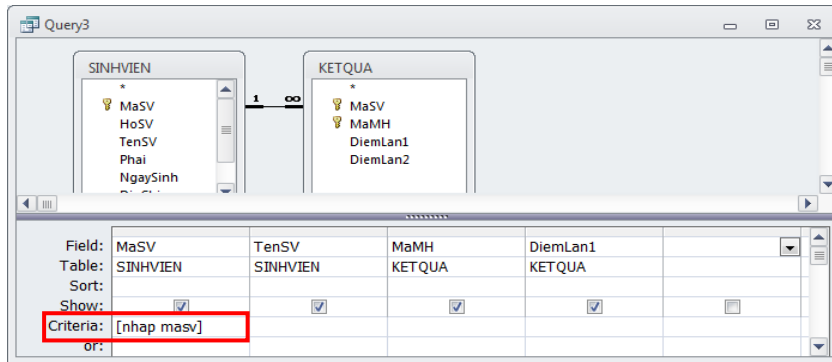 Query3
SINHVIEN
*
MaSV
HoSV
TenSV
Phai
NgaySinh
1 ∞
KETQUA
*
MaSV
MaMH
DiemLan1
DiemLan2
Field: MaSV TenSV MaMH DiemLan1
Table: SINHVIEN SINHVIEN KETQUA KETQUA
Sort:
Show:
Criteria: [nhap masv]
or: